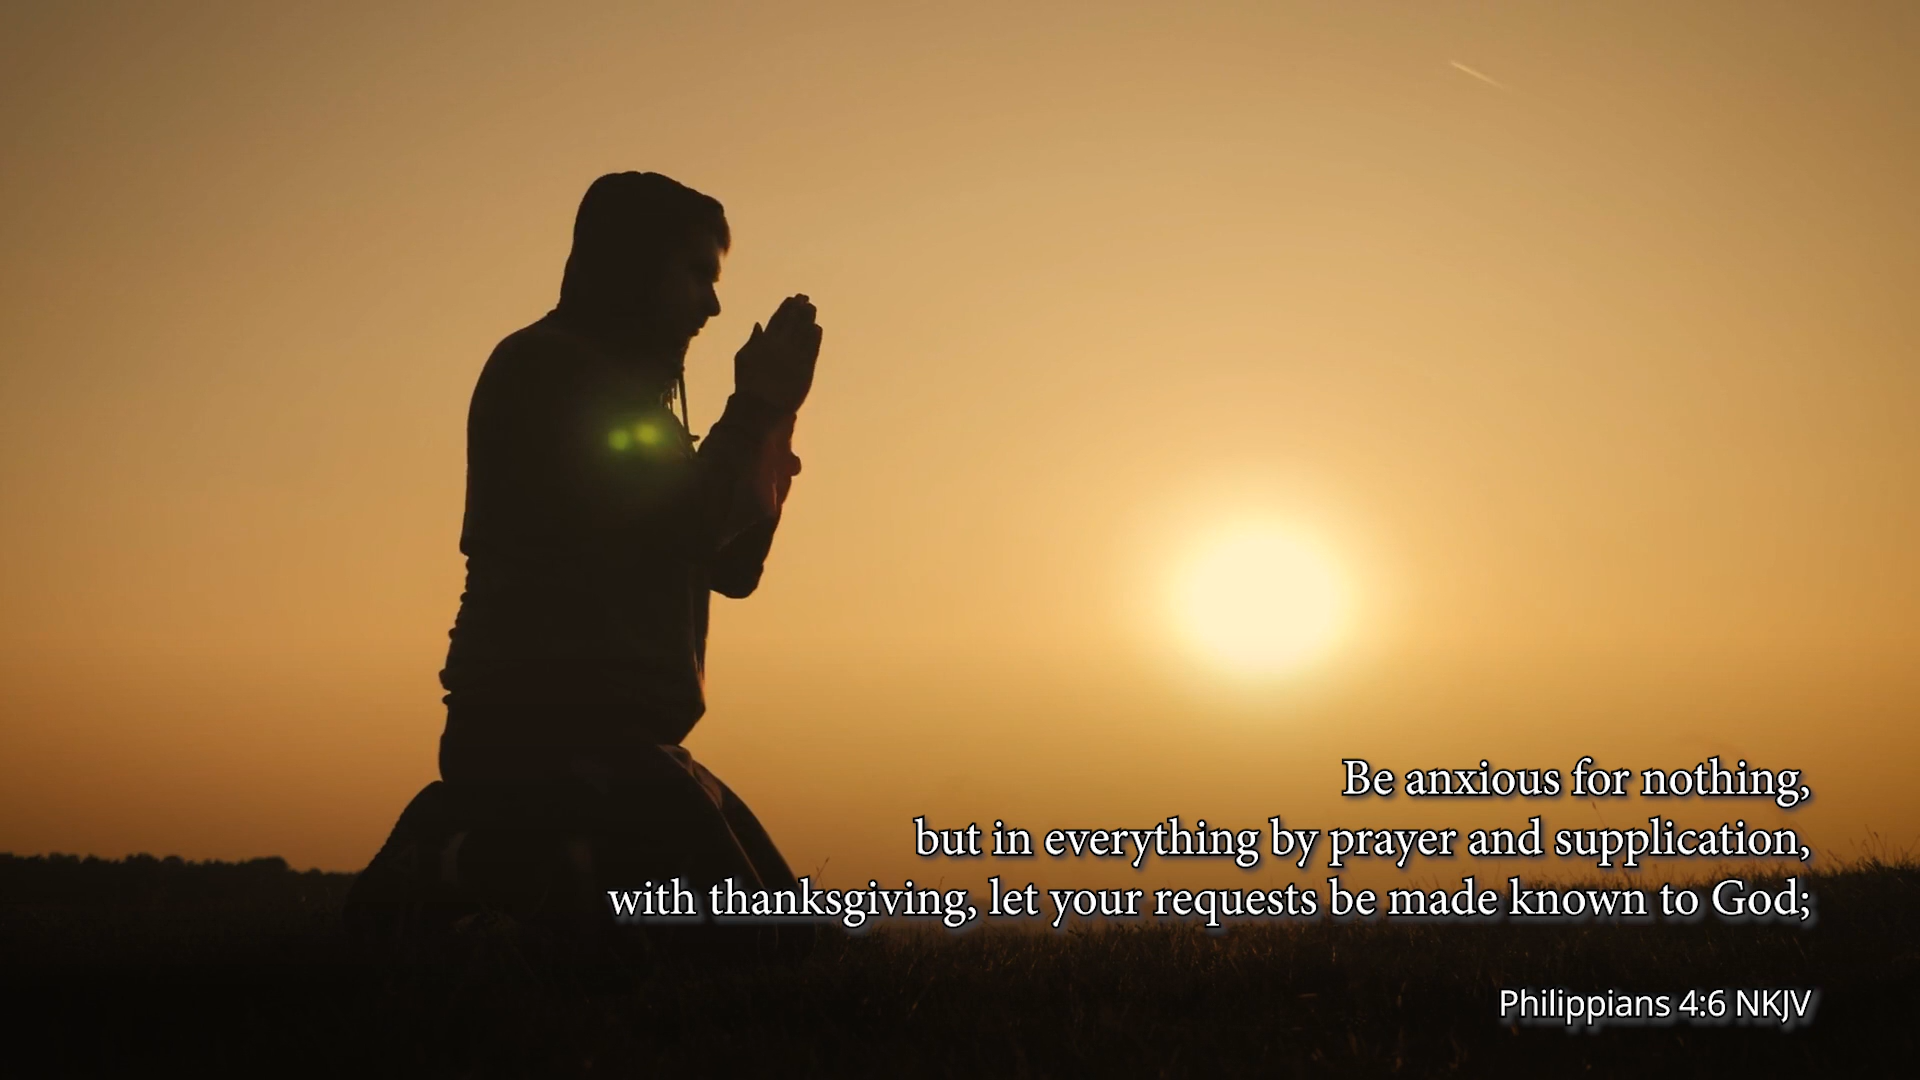 Be anxious for nothing,
but in everything by prayer and supplication,
with thanksgiving, let your requests be made known to God;
Philippians 4:6 NKJV